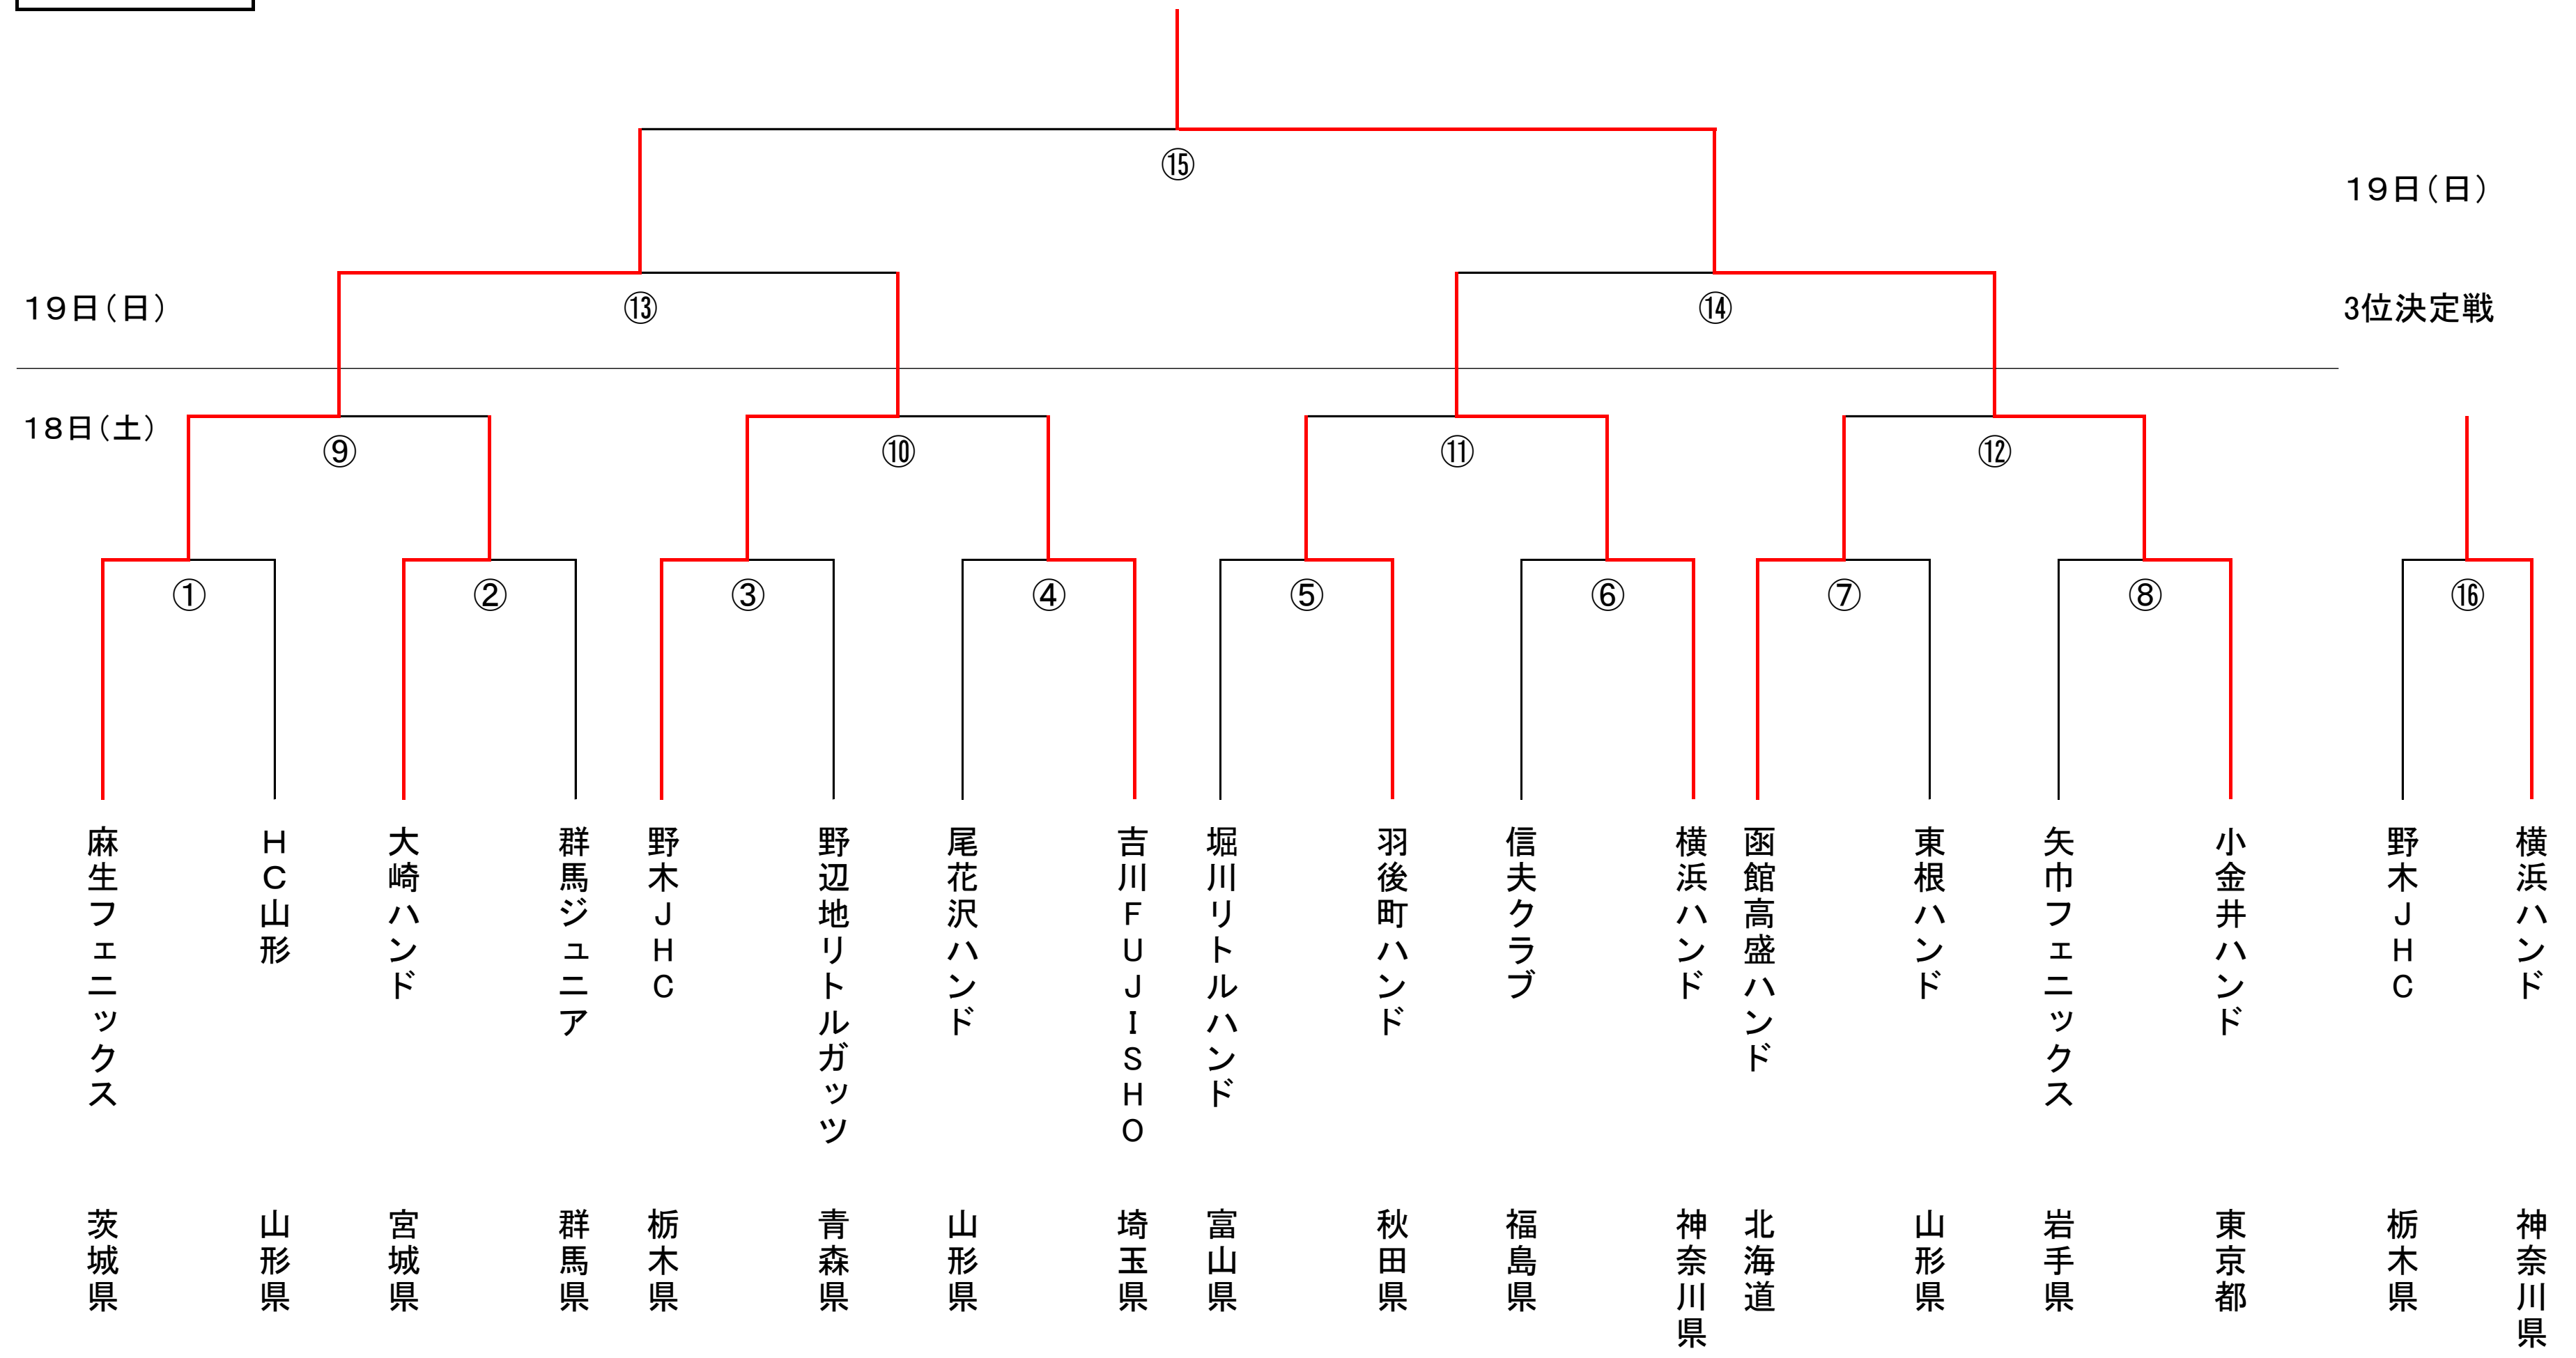 ⑮
19日(日)
19日(日)
⑬
⑭
3位決定戦
18日(土)
⑨
⑩
⑪
⑫
①
②
③
④
⑤
⑥
⑦
⑧
⑯
麻生フェニックス
HC山形
大崎ハンド
群馬ジュニア
野木JHC
野辺地リトルガッツ
尾花沢ハンド
吉川FUJISHO
堀川リトルハンド
羽後町ハンド
信夫クラブ
横浜ハンド
函館高盛ハンド
東根ハンド
矢巾フェニックス
小金井ハンド
野木JHC
横浜ハンド
茨城県
山形県
宮城県
群馬県
栃木県
青森県
山形県
埼玉県
富山県
秋田県
福島県
神奈川県
北海道
山形県
岩手県
東京都
栃木県
神奈川県